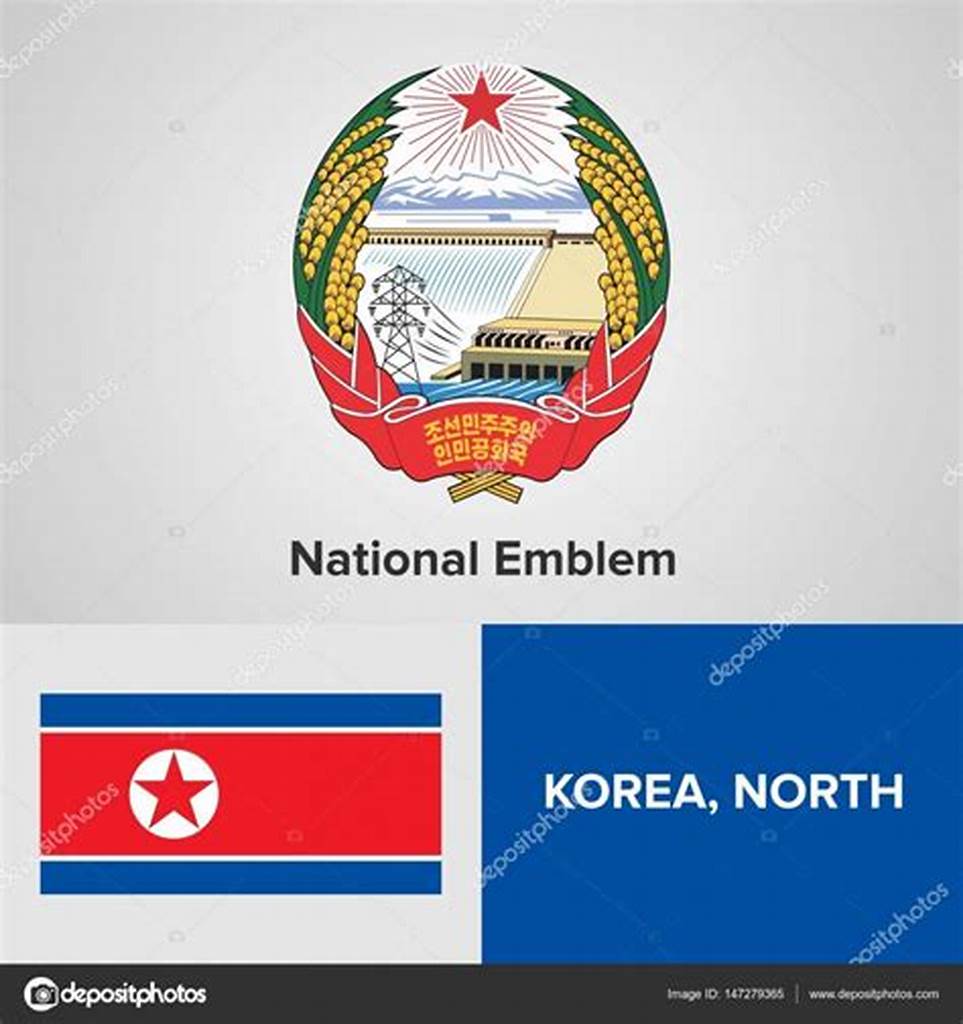 조선민주주의
인민공화국
National Emblem
KOREA, NORTH
depositphotos
Image ID: 147279365 | www.depositphotos.com